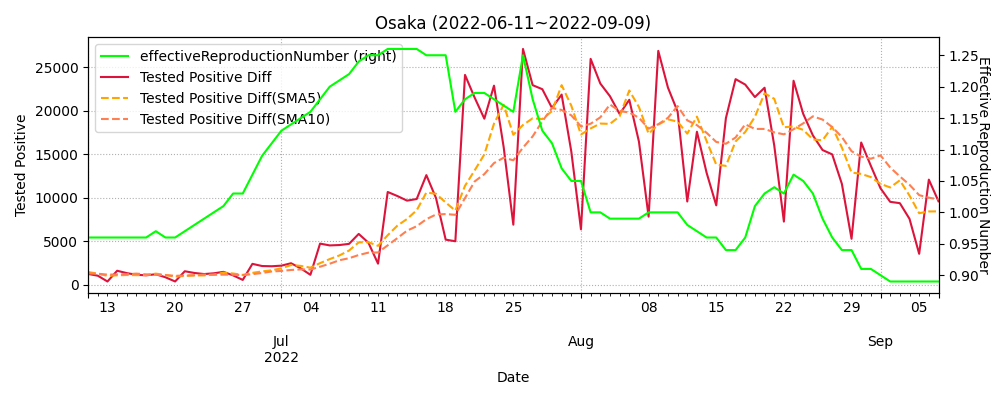 Osaka (2022-06-11~2022-09-09)
effectiveReproductionNumber (right)
Tested Positive Diff
Tested Positive Diff(SMA5)
Tested Positive Diff(SMA10)
Tested Positive
25000
20000
15000
10000
5000
0
1.25
1.20
1.15
1.10
1.05
1.00
0.95
0.90
Effective Reproduction Number
13 20 27 04 11 18 25 08 15 22 29 05
Jul Aug Sep
2022
Date